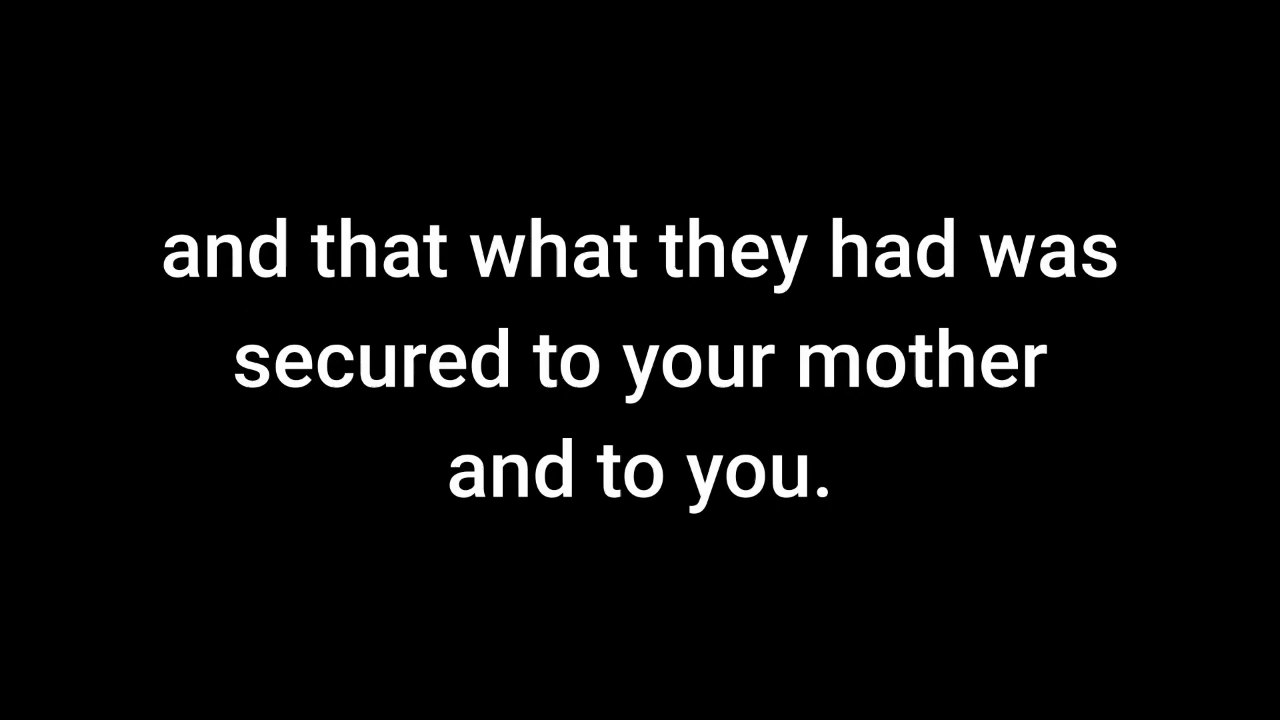 and that what they had was
secured to your mother
and to you.